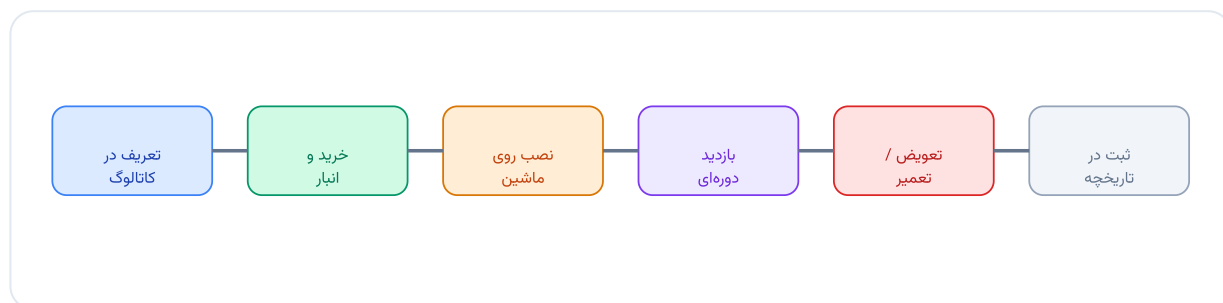 تعریف در
کاتالوگ
خرید و
انبار
نصب روی
ماشین
بازدید
دوره‌ای
تعویض /
تعمیر
ثبت در
تاریخچه